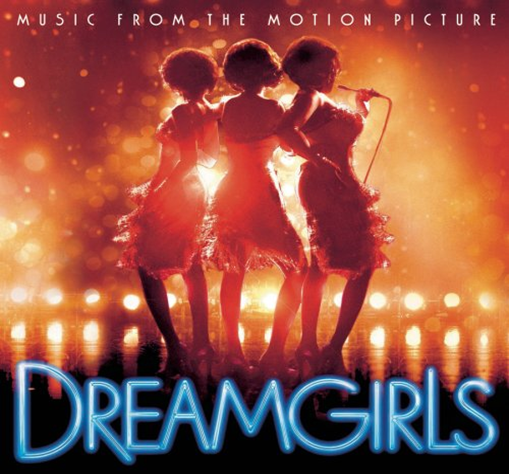 MUSIC FROM THE MOTION PICTURE
DREAMGIRLS